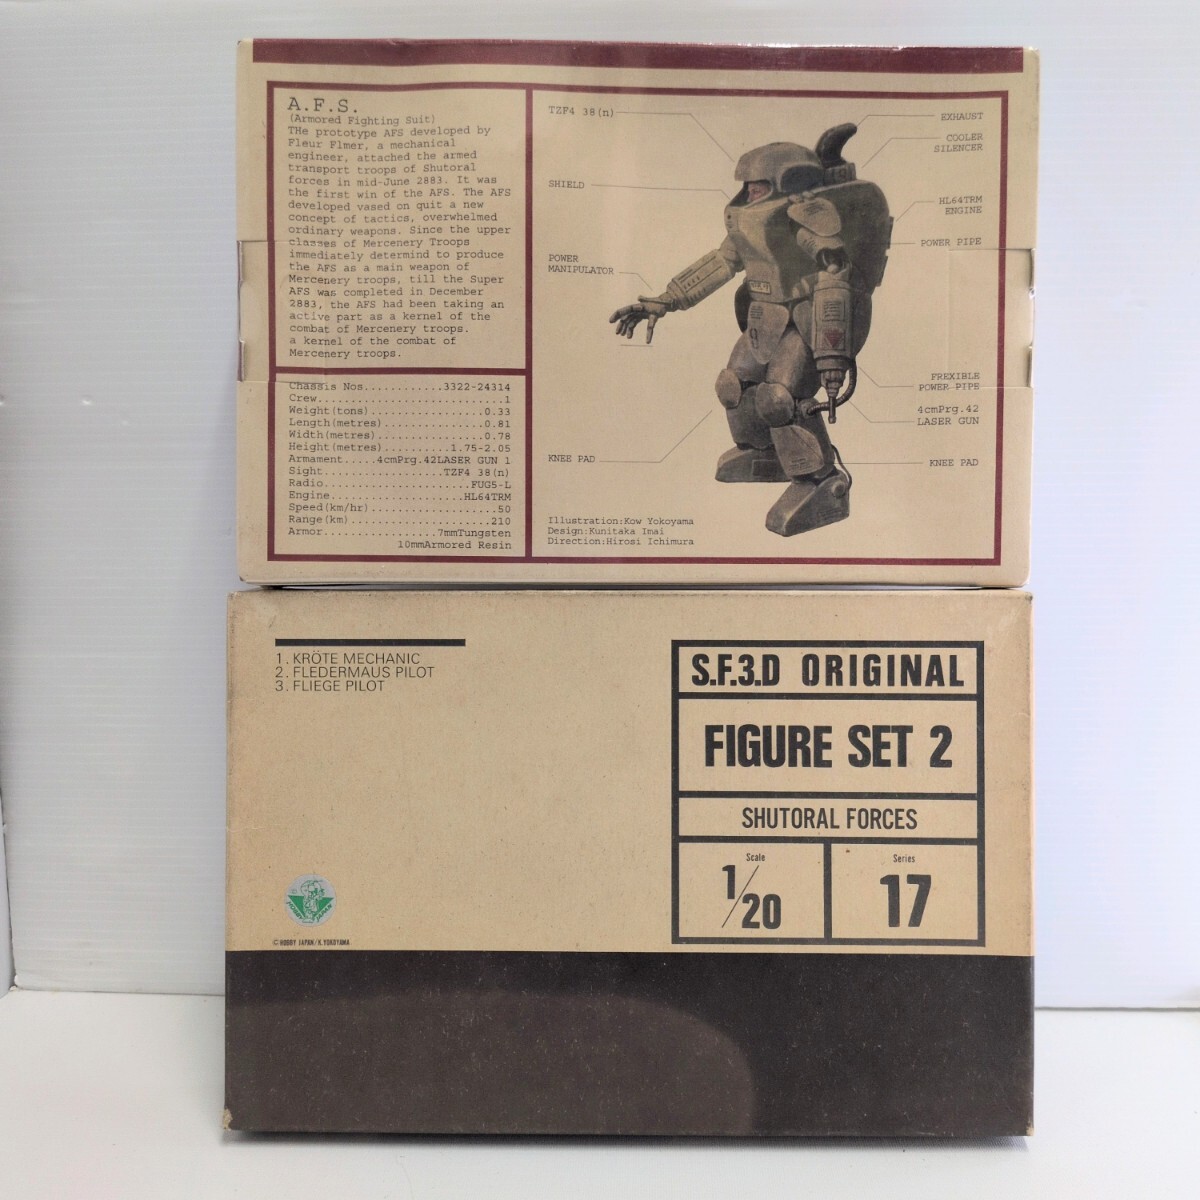 A.F.S.
(Armored Fighting Suit)
THe prototype AFS developed by
Fleur Flmer, a mechanical
engineer, attached the armed
transport troops of Shutoral
forces in mid-June 2883. It was
the first win of the AFS. The AFS
developed vased on quit a new
concept of tactics, overwhelmed
ordinary weapons. Since the upper
classes of Mercenery Troops
immediately determind to produce
the AFS as a main weapon of
Mercenery troops, till the Super
AFS was completed in December
2883, the AFS had been taking an
active part as a kernel of the
combat of Mercenery troops.
a kernel of the combat of
Mercenery troops.
Chassis Nos............3322-24314
Crew............................1
Weight(tons).................0.33
Length(metres)...............0.81
Width(metres)................0.78
Height(metres)..........1.75-2.05
Armament.....4cmPrg.42LASER GUN 1
Sight..................TZF4 38(n)
Radio......................FUG5-L
Engine.....................HL64TRM
Speed(km/hr)...................50
Range(km).....................210
Armor.................7mmTungsten
10mmArmored Resin
TZF4 38(n)
SHIELD
POWER
MANIPULATOR
KNEE PAD
EXHAUST
COOLER
SILENCER
HL64TRM
ENGINE
POWER PIPE
FREXIBLE
POWER PIPE
4cmPrg.42
LASER GUN
KNEE PAD
Illustration:Kow Yokoyama
Design:Kunitaka Imai
Direction:Hirosi Ichimura
1. KRÖTE MECHANIC
2. FLEDERMAUS PILOT
3. FLIEGE PILOT
S.F.3.D ORIGINAL
FIGURE SET 2
SHUTORAL FORCES
Scale
1/20
Series
17
HOBBY JAPAN
© HOBBY JAPAN/K.YOKOYAMA